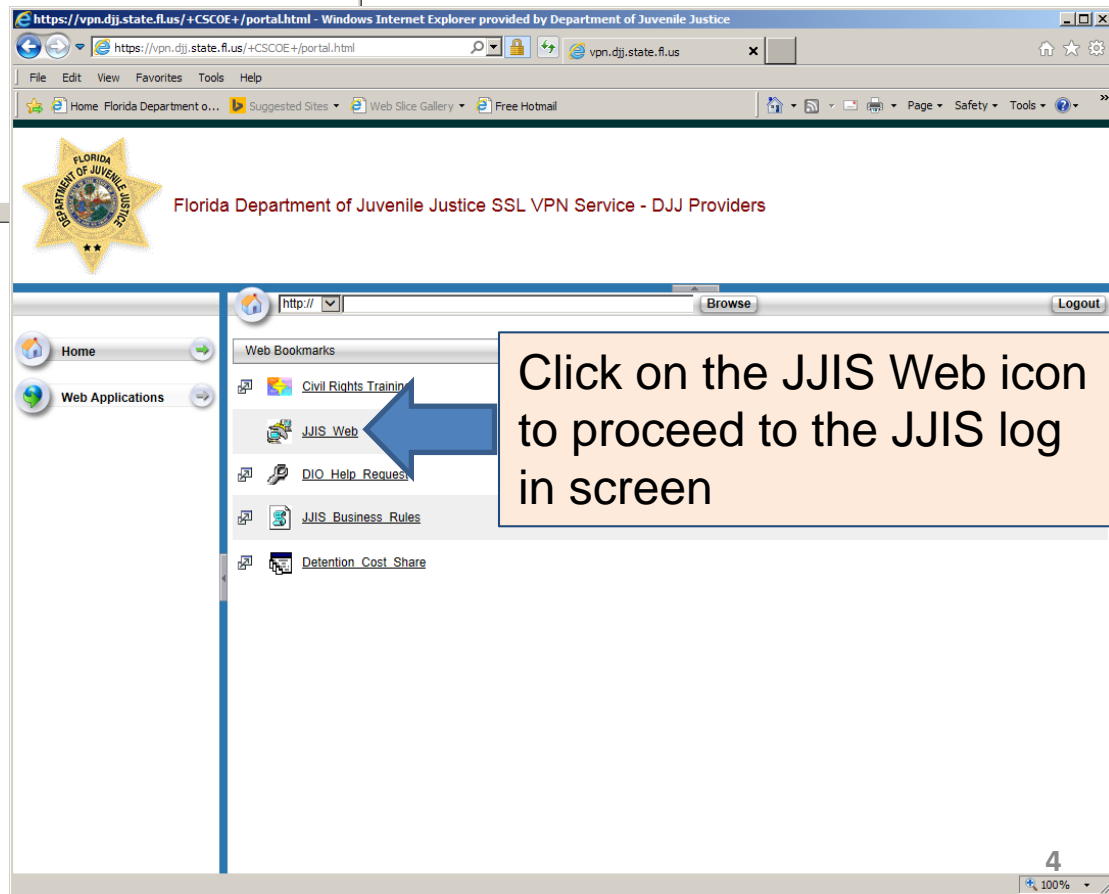 https://vpn.djj.state.fl.us/+CSCOE+/portal.html - Windows Internet Explorer provided by Department of Juvenile Justice
https://vpn.djj.state.fl.us/+CSCOE+/portal.html
vpn.djj.state.fl.us
File Edit View Favorites Tools Help
Home Florida Department o... Suggested Sites Web Slice Gallery Free Hotmail Page Safety Tools
FLORIDA
DEPARTMENT OF JUVENILE JUSTICE
Florida Department of Juvenile Justice SSL VPN Service - DJJ Providers
http:// Browse Logout
Home
Web Applications
Web Bookmarks
Civil Rights Training
JJIS Web
DIO Help Request
JJIS Business Rules
Detention Cost Share
Click on the JJIS Web icon
to proceed to the JJIS log
in screen
4
100%